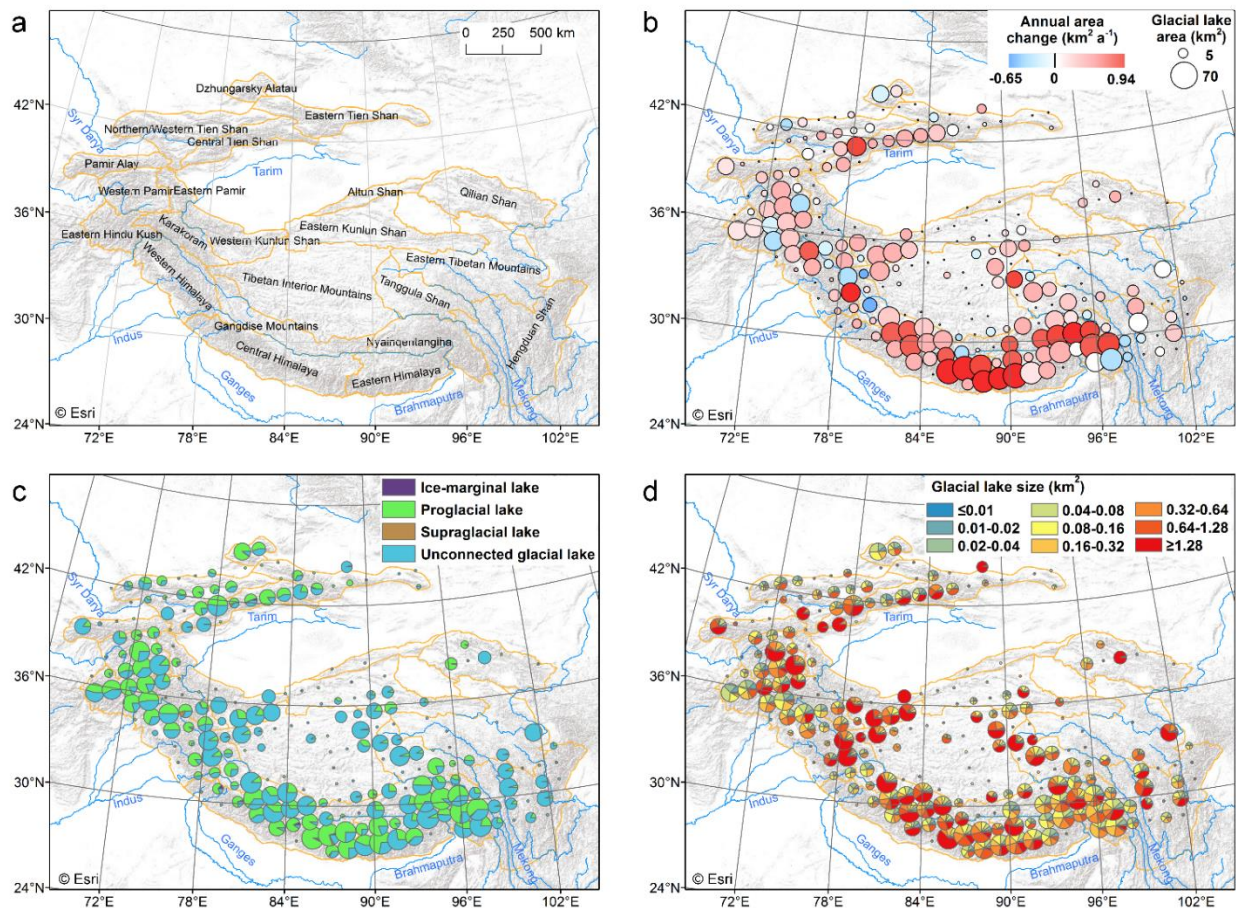 a
0 250 500 km
Dzhungarsky Alatau
Eastern Tien Shan
Northern/Western Tien Shan
Central Tien Shan
Syr Darya
Pamir Alay
Tarim
Western Pamir
Eastern Pamir
Altun Shan
Qilian Shan
Karakoram
Eastern Hindu Kush
Western Kunlun Shan
Eastern Kunlun Shan
Eastern Tibetan Mountains
Western Himalaya
Tibetan Interior Mountains
Tanggula Shan
Hengduan Shan
Gangdise Mountains
Nyainqentanglha
Central Himalaya
Eastern Himalaya
Indus
Ganges
Brahmaputra
Mekong
42°N
36°N
30°N
24°N
© Esri
72°E 78°E 84°E 90°E 96°E 102°E
b
Annual area
change (km² a⁻¹)
-0.65 0 0.94
Glacial lake
area (km²)
5
70
Syr Darya
Tarim
Indus
Ganges
Brahmaputra
Mekong
42°N
36°N
30°N
24°N
© Esri
72°E 78°E 84°E 90°E 96°E 102°E
c
Ice-marginal lake
Proglacial lake
Supraglacial lake
Unconnected glacial lake
Syr Darya
Tarim
Indus
Ganges
Brahmaputra
Mekong
42°N
36°N
30°N
24°N
© Esri
72°E 78°E 84°E 90°E 96°E 102°E
d
Glacial lake size (km²)
≤0.01 0.04-0.08 0.32-0.64
0.01-0.02 0.08-0.16 0.64-1.28
0.02-0.04 0.16-0.32 ≥1.28
Syr Darya
Tarim
Indus
Ganges
Brahmaputra
Mekong
42°N
36°N
30°N
24°N
© Esri
72°E 78°E 84°E 90°E 96°E 102°E